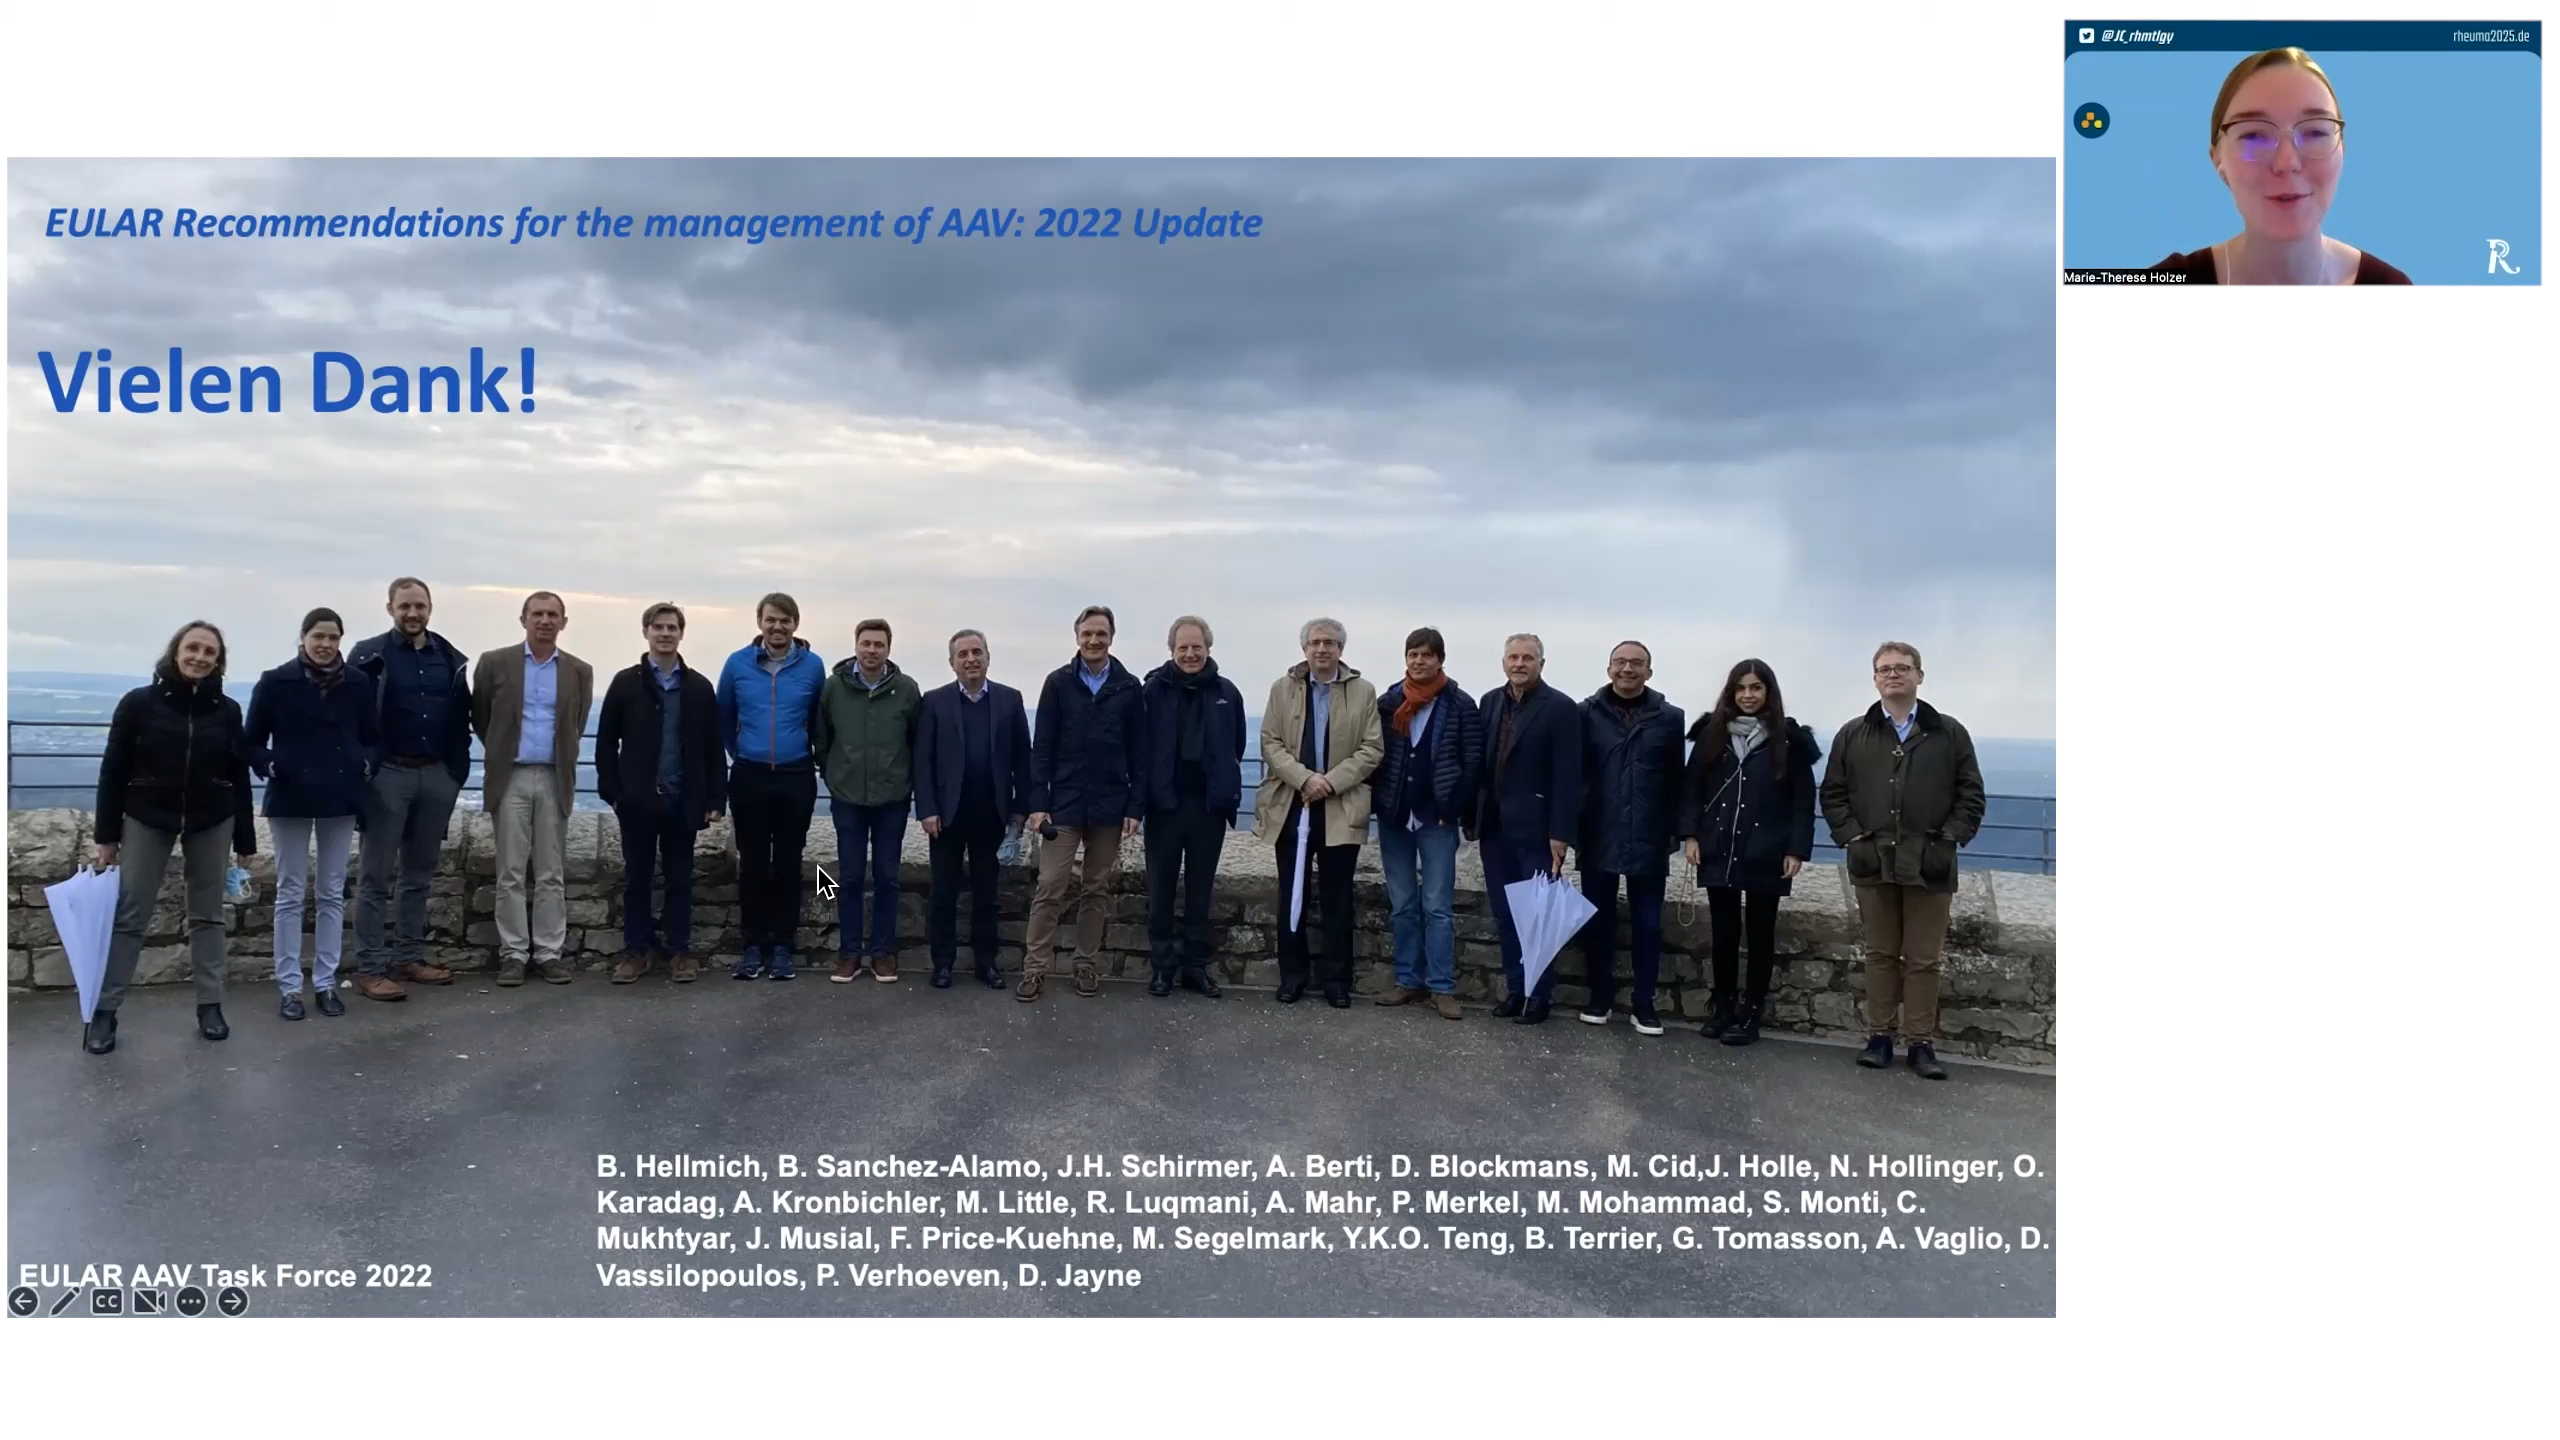 @JC_rhmtlgy
rheuma2025.de
Marie-Therese Holzer
EULAR Recommendations for the management of AAV: 2022 Update
Vielen Dank!
B. Hellmich, B. Sanchez-Alamo, J.H. Schirmer, A. Berti, D. Blockmans, M. Cid,J. Holle, N. Hollinger, O.
Karadag, A. Kronbichler, M. Little, R. Luqmani, A. Mahr, P. Merkel, M. Mohammad, S. Monti, C.
Mukhtyar, J. Musial, F. Price-Kuehne, M. Segelmark, Y.K.O. Teng, B. Terrier, G. Tomasson, A. Vaglio, D.
Vassilopoulos, P. Verhoeven, D. Jayne
EULAR AAV Task Force 2022
CC
R